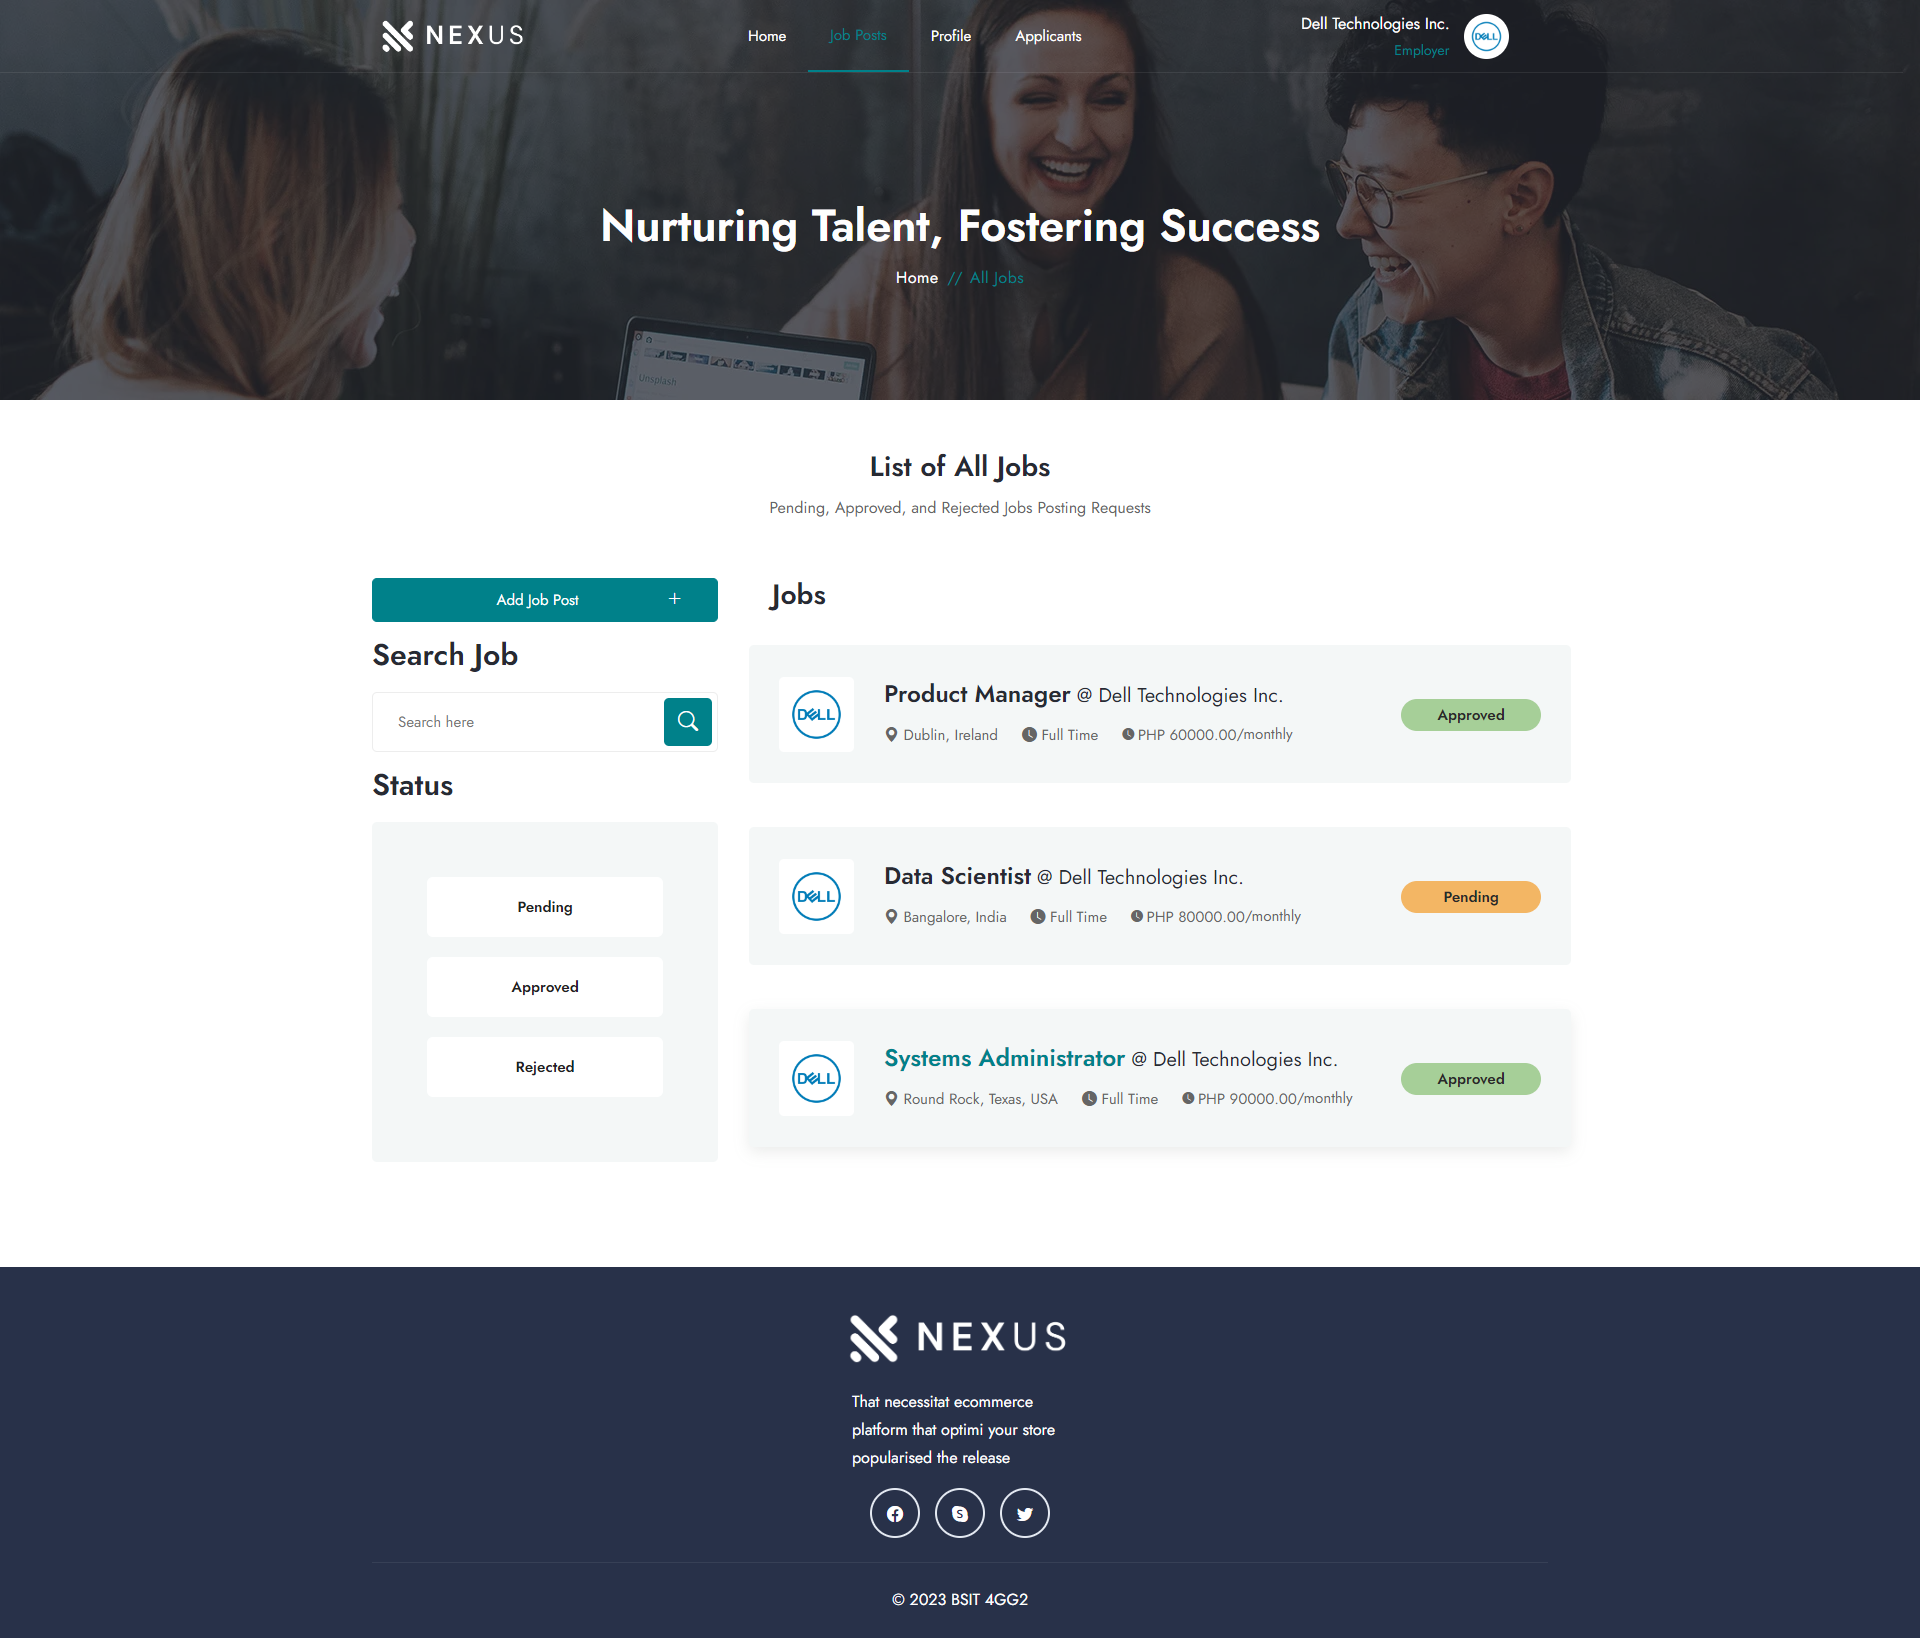 NEXUS
Home
Job Posts
Profile
Applicants
Dell Technologies Inc.
Employer
DELL
Nurturing Talent, Fostering Success
Home // All Jobs
Unsplash
List of All Jobs
Pending, Approved, and Rejected Jobs Posting Requests
Add Job Post +
Search Job
Search here
Status
Pending
Approved
Rejected
Jobs
DELL
Product Manager @ Dell Technologies Inc.
Dublin, Ireland Full Time PHP 60000.00/monthly
Approved
DELL
Data Scientist @ Dell Technologies Inc.
Bangalore, India Full Time PHP 80000.00/monthly
Pending
DELL
Systems Administrator @ Dell Technologies Inc.
Round Rock, Texas, USA Full Time PHP 90000.00/monthly
Approved
NEXUS
That necessitat ecommerce
platform that optimi your store
popularised the release
© 2023 BSIT 4GG2